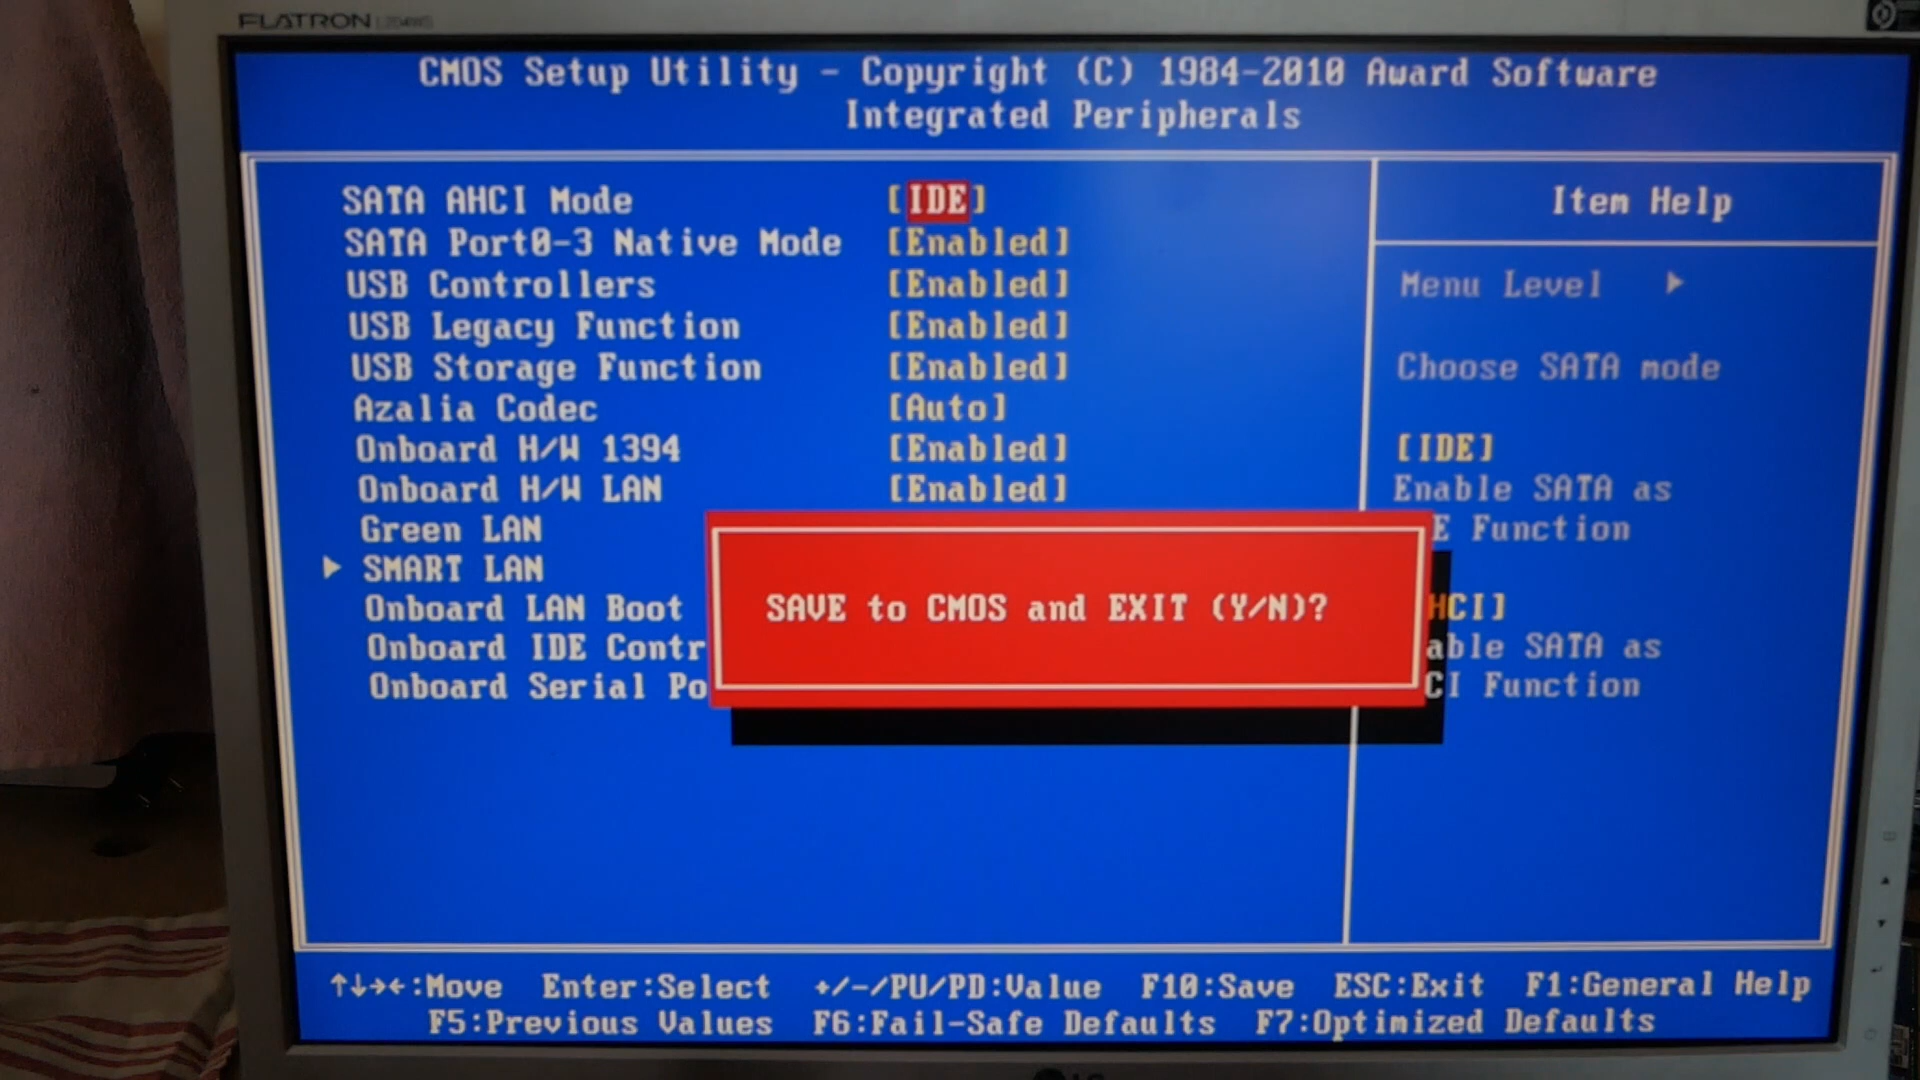 FLATRON
CMOS Setup Utility - Copyright (C) 1984-2010 Award Software
Integrated Peripherals
SATA AHCI Mode [IDE]
SATA Port0-3 Native Mode [Enabled]
USB Controllers [Enabled]
USB Legacy Function [Enabled]
USB Storage Function [Enabled]
Azalia Codec [Auto]
Onboard H/W 1394 [Enabled]
Onboard H/W LAN [Enabled]
Green LAN
▶ SMART LAN
Onboard LAN Boot
Onboard IDE Contr
Onboard Serial Po
SAVE to CMOS and EXIT (Y/N)?
Item Help
Menu Level ▶
Choose SATA mode
[IDE]
Enable SATA as
E Function
HCI]
able SATA as
CI Function
↑↓→←:Move Enter:Select +/-/PU/PD:Value F10:Save ESC:Exit F1:General Help
F5:Previous Values F6:Fail-Safe Defaults F7:Optimized Defaults